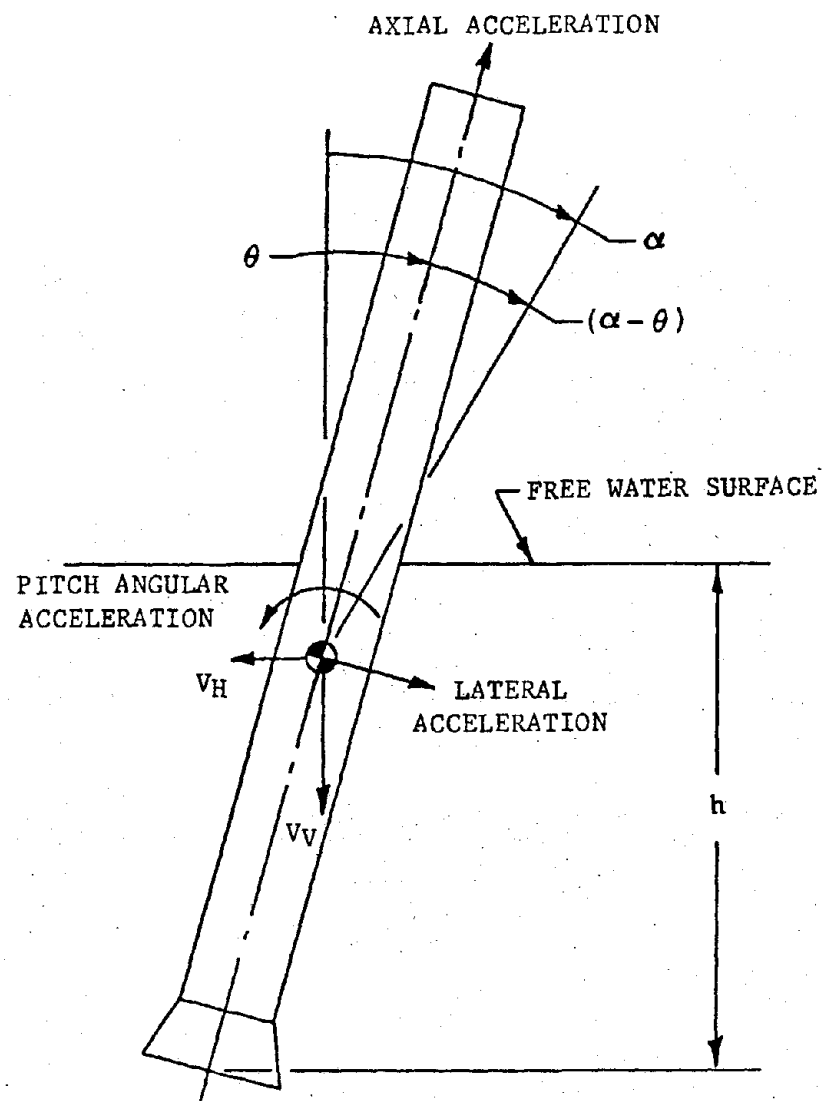 AXIAL ACCELERATION
α
θ
(α - θ)
FREE WATER SURFACE
PITCH ANGULAR
ACCELERATION
VH
LATERAL
ACCELERATION
h
VV